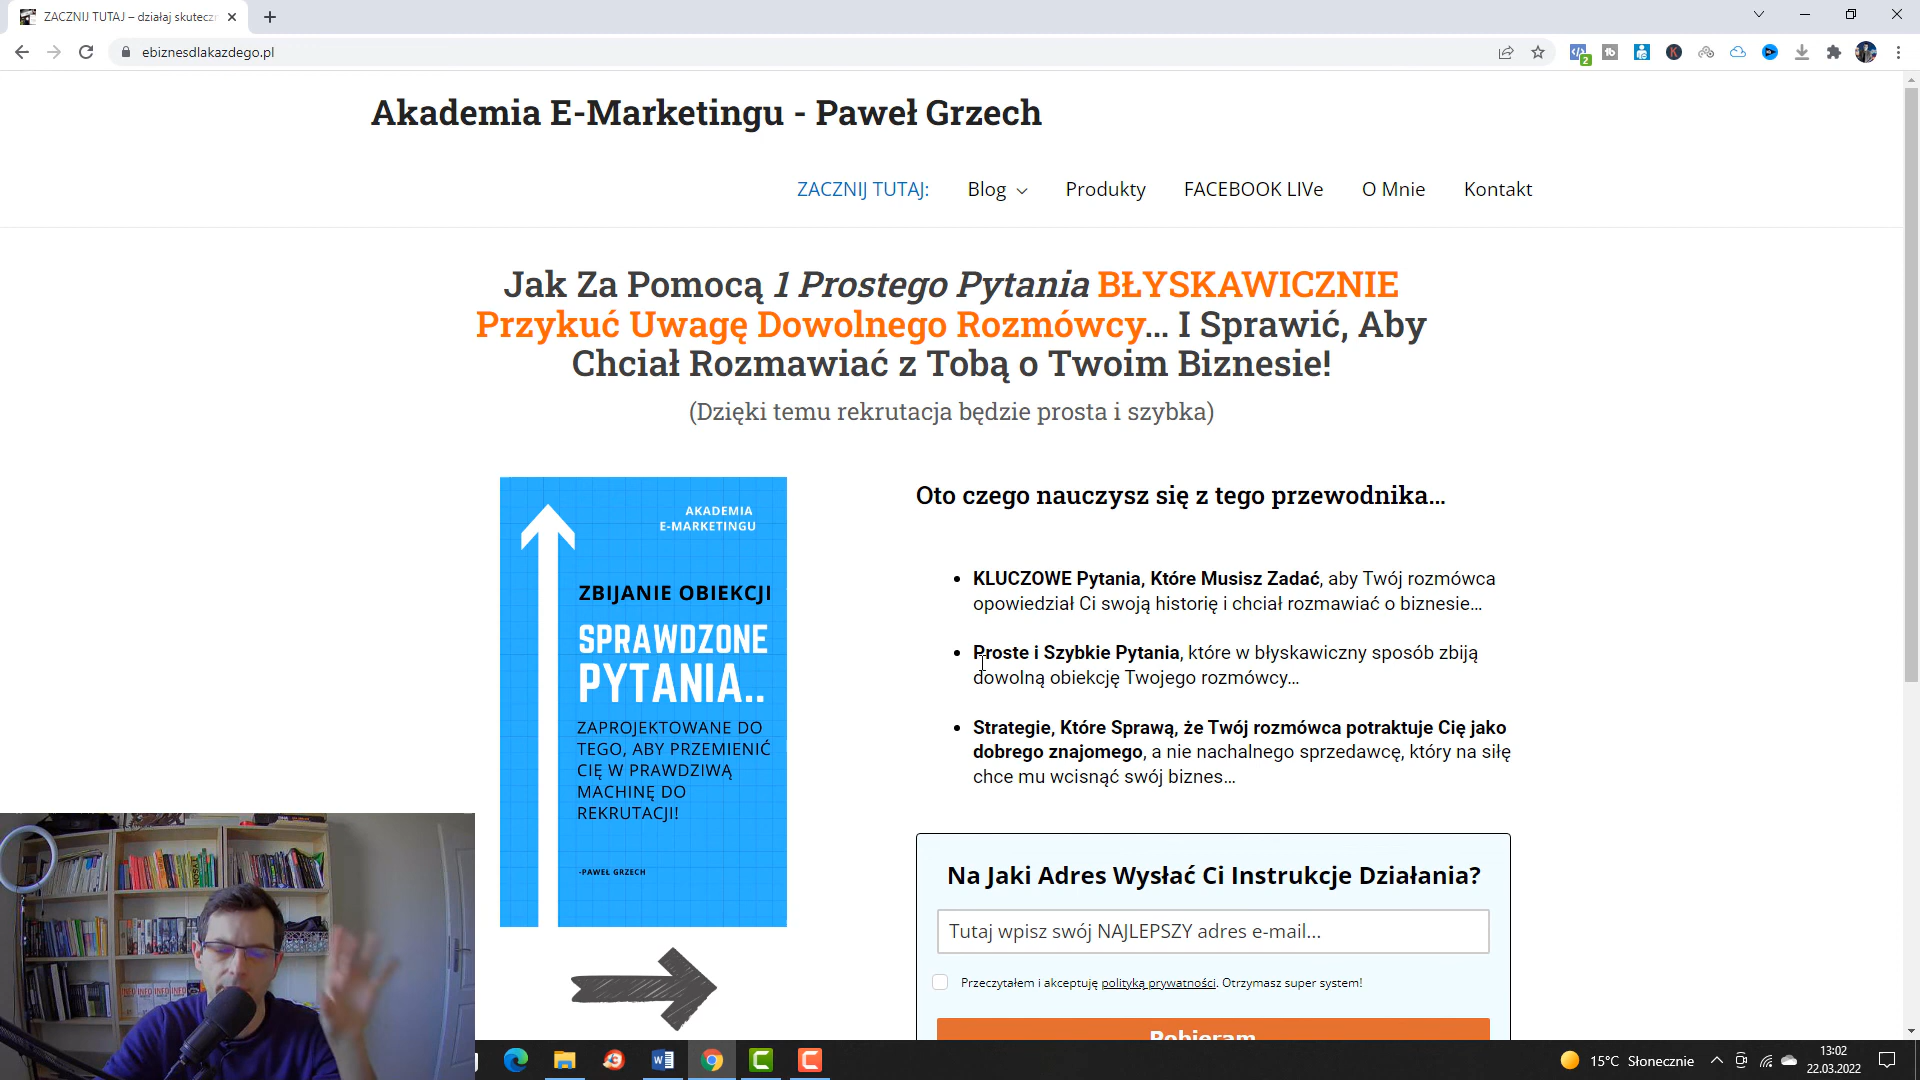 ZACZNIJ TUTAJ – działaj skuteczn
ebiznesdlakazdego.pl
2
Akademia E-Marketingu - Paweł Grzech
ZACZNIJ TUTAJ:
Blog
Produkty
FACEBOOK LIVe
O Mnie
Kontakt
Jak Za Pomocą 1 Prostego Pytania BŁYSKAWICZNIE
Przykuć Uwagę Dowolnego Rozmówcy... I Sprawić, Aby
Chciał Rozmawiać z Tobą o Twoim Biznesie!
(Dzięki temu rekrutacja będzie prosta i szybka)
AKADEMIA
E-MARKETINGU
ZBIJANIE OBIEKCJI
SPRAWDZONE
PYTANIA..
ZAPROJEKTOWANE DO
TEGO, ABY PRZEMIENIĆ
CIĘ W PRAWDZIWĄ
MACHINĘ DO
REKRUTACJI!
-PAWEŁ GRZECH
Oto czego nauczysz się z tego przewodnika...
KLUCZOWE Pytania, Które Musisz Zadać, aby Twój rozmówca
opowiedział Ci swoją historię i chciał rozmawiać o biznesie...
Proste i Szybkie Pytania, które w błyskawiczny sposób zbiją
dowolną obiekcję Twojego rozmówcy...
Strategie, Które Sprawą, że Twój rozmówca potraktuje Cię jako
dobrego znajomego, a nie nachalnego sprzedawcę, który na siłę
chce mu wcisnąć swój biznes...
Na Jaki Adres Wysłać Ci Instrukcje Działania?
Tutaj wpisz swój NAJLEPSZY adres e-mail...
Przeczytałem i akceptuję polityką prywatności. Otrzymasz super system!
Pobieram
15°C Słonecznie
13:02
22.03.2022